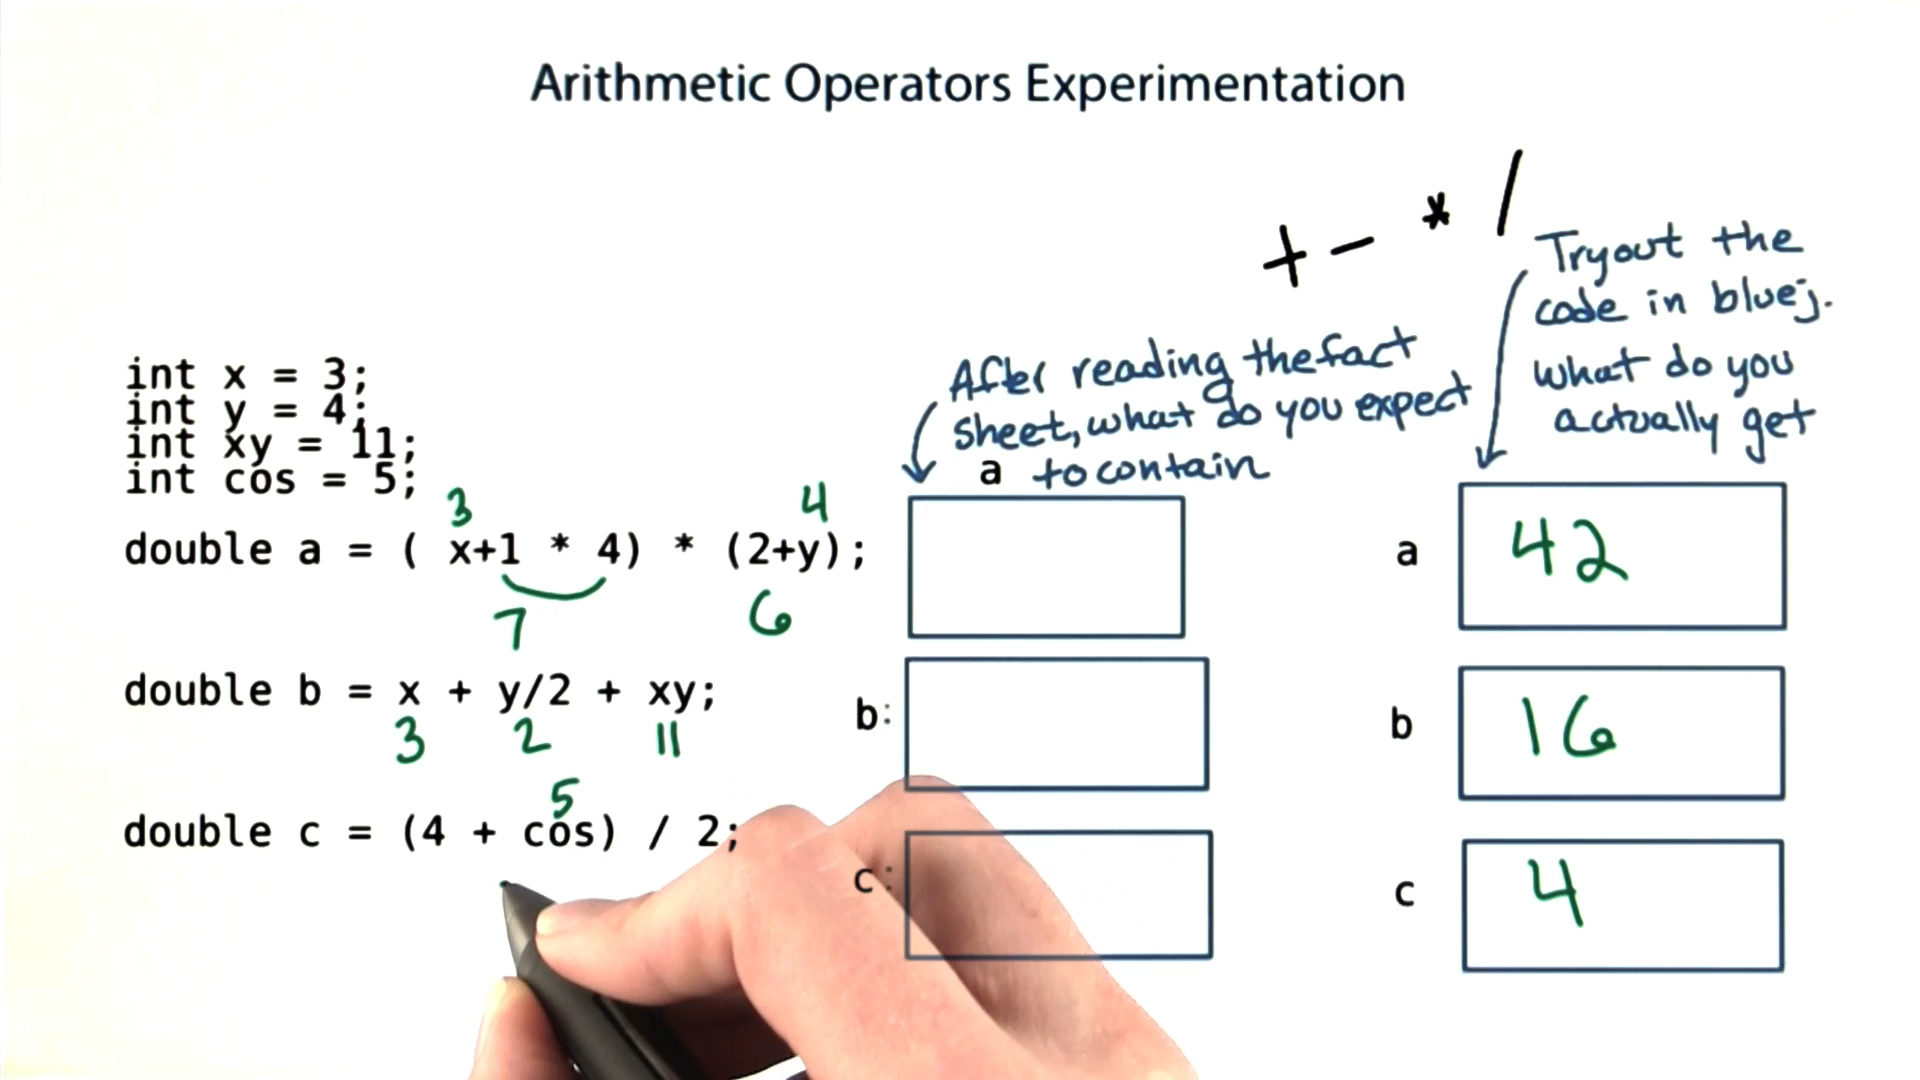 Arithmetic Operators Experimentation
+ - * /
Tryout the
code in bluej.
what do you
actually get
After reading the fact
sheet, what do you expect
a to contain
int x = 3;
int y = 4;
int xy = 11;
int cos = 5;
3 4
double a = ( x+1 * 4) * (2+y);
7 6
a 42
double b = x + y/2 + xy;
3 2 11
b:
b 16
5
double c = (4 + cos) / 2;
c:
c 4